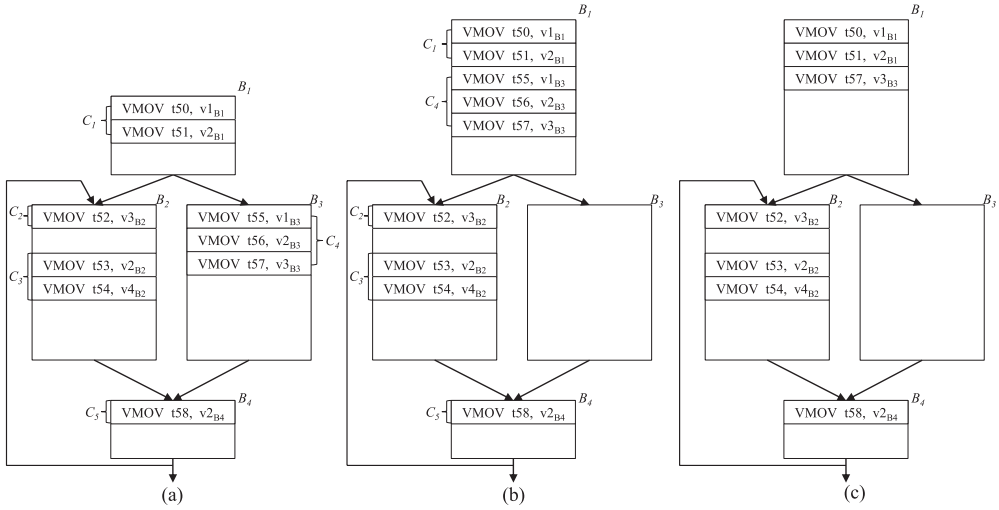 B1
C1
VMOV t50, v1B1
VMOV t51, v2B1
B2
C2
VMOV t52, v3B2
C3
VMOV t53, v2B2
VMOV t54, v4B2
B3
VMOV t55, v1B3
VMOV t56, v2B3
VMOV t57, v3B3
C4
B4
C5
VMOV t58, v2B4
(a)
B1
C1
VMOV t50, v1B1
VMOV t51, v2B1
C4
VMOV t55, v1B3
VMOV t56, v2B3
VMOV t57, v3B3
B2
C2
VMOV t52, v3B2
C3
VMOV t53, v2B2
VMOV t54, v4B2
B3
B4
C5
VMOV t58, v2B4
(b)
B1
VMOV t50, v1B1
VMOV t51, v2B1
VMOV t57, v3B3
B2
VMOV t52, v3B2
VMOV t53, v2B2
VMOV t54, v4B2
B3
B4
VMOV t58, v2B4
(c)